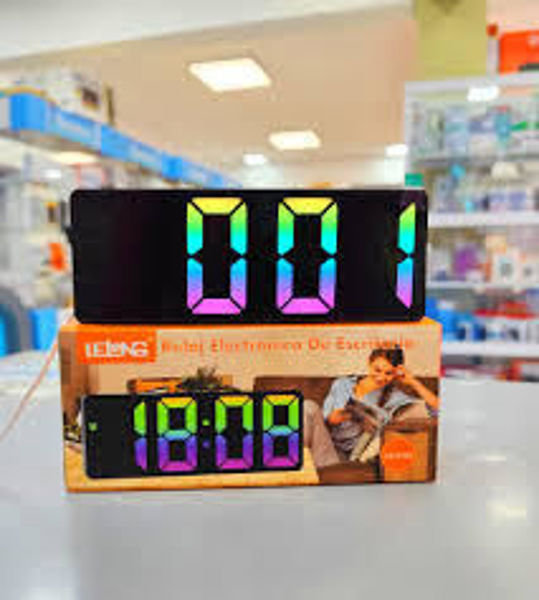 001
LELONG
Reloj Electrónico De Escritorio
18:08